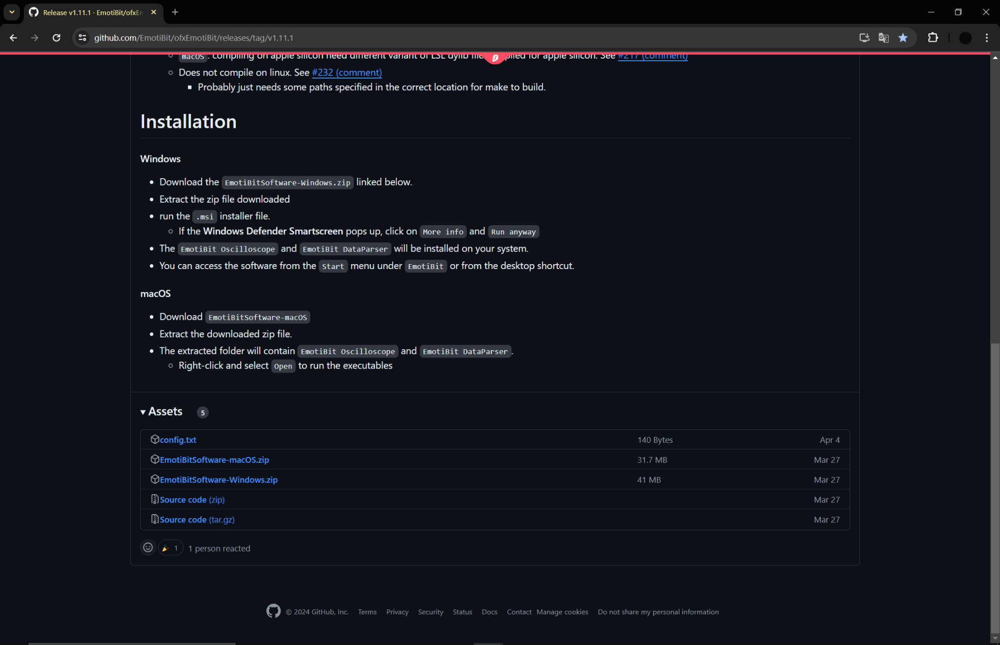 Release v1.11.1 · EmotiBit/ofxEm
github.com/EmotiBit/ofxEmotiBit/releases/tag/v1.11.1
macOS : compiling on apple silicon need different variant of LSL dylib file for apple silicon. See #217 (comment)
Does not compile on linux. See #232 (comment)
Probably just needs some paths specified in the correct location for make to build.
Installation
Windows
Download the EmotiBitSoftware-Windows.zip linked below.
Extract the zip file downloaded
run the .msi installer file.
If the Windows Defender Smartscreen pops up, click on More info and Run anyway
The EmotiBit Oscilloscope and EmotiBit DataParser will be installed on your system.
You can access the software from the Start menu under EmotiBit or from the desktop shortcut.
macOS
Download EmotiBitSoftware-macOS
Extract the downloaded zip file.
The extracted folder will contain EmotiBit Oscilloscope and EmotiBit DataParser.
Right-click and select Open to run the executables
Assets 5
config.txt 140 Bytes Apr 4
EmotiBitSoftware-macOS.zip 31.7 MB Mar 27
EmotiBitSoftware-Windows.zip 41 MB Mar 27
Source code (zip) Mar 27
Source code (tar.gz) Mar 27
1 1 person reacted
© 2024 GitHub, Inc. Terms Privacy Security Status Docs Contact Manage cookies Do not share my personal information